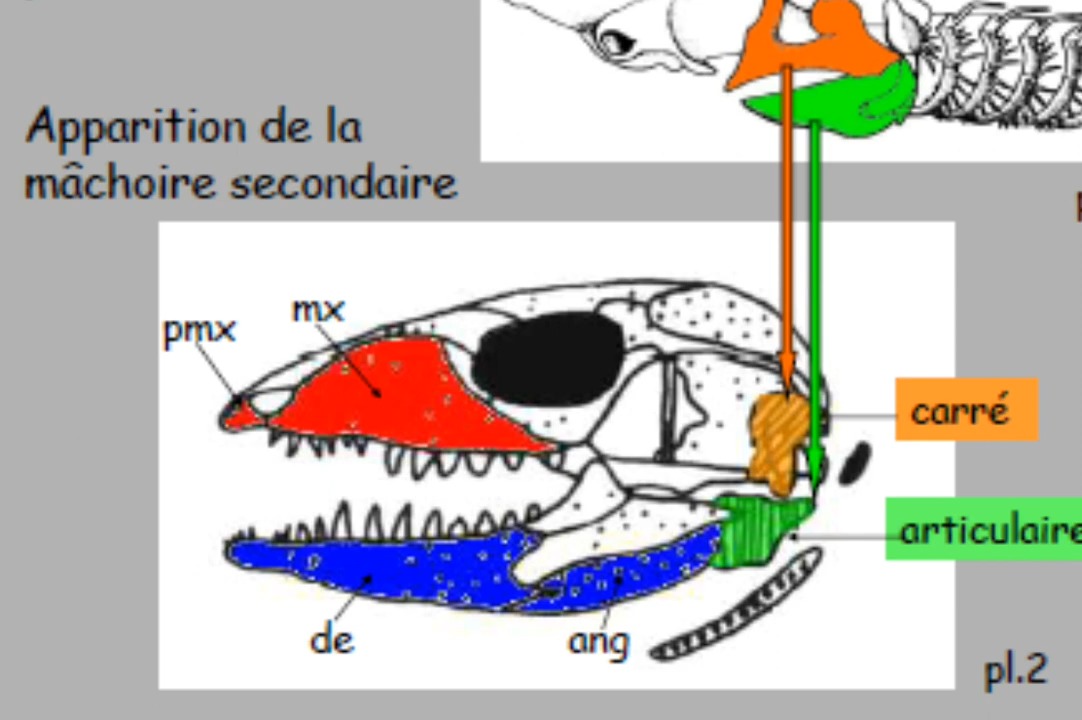 Apparition de la
mâchoire secondaire
mx
pmx
carré
articulaire
de
ang
pl.2